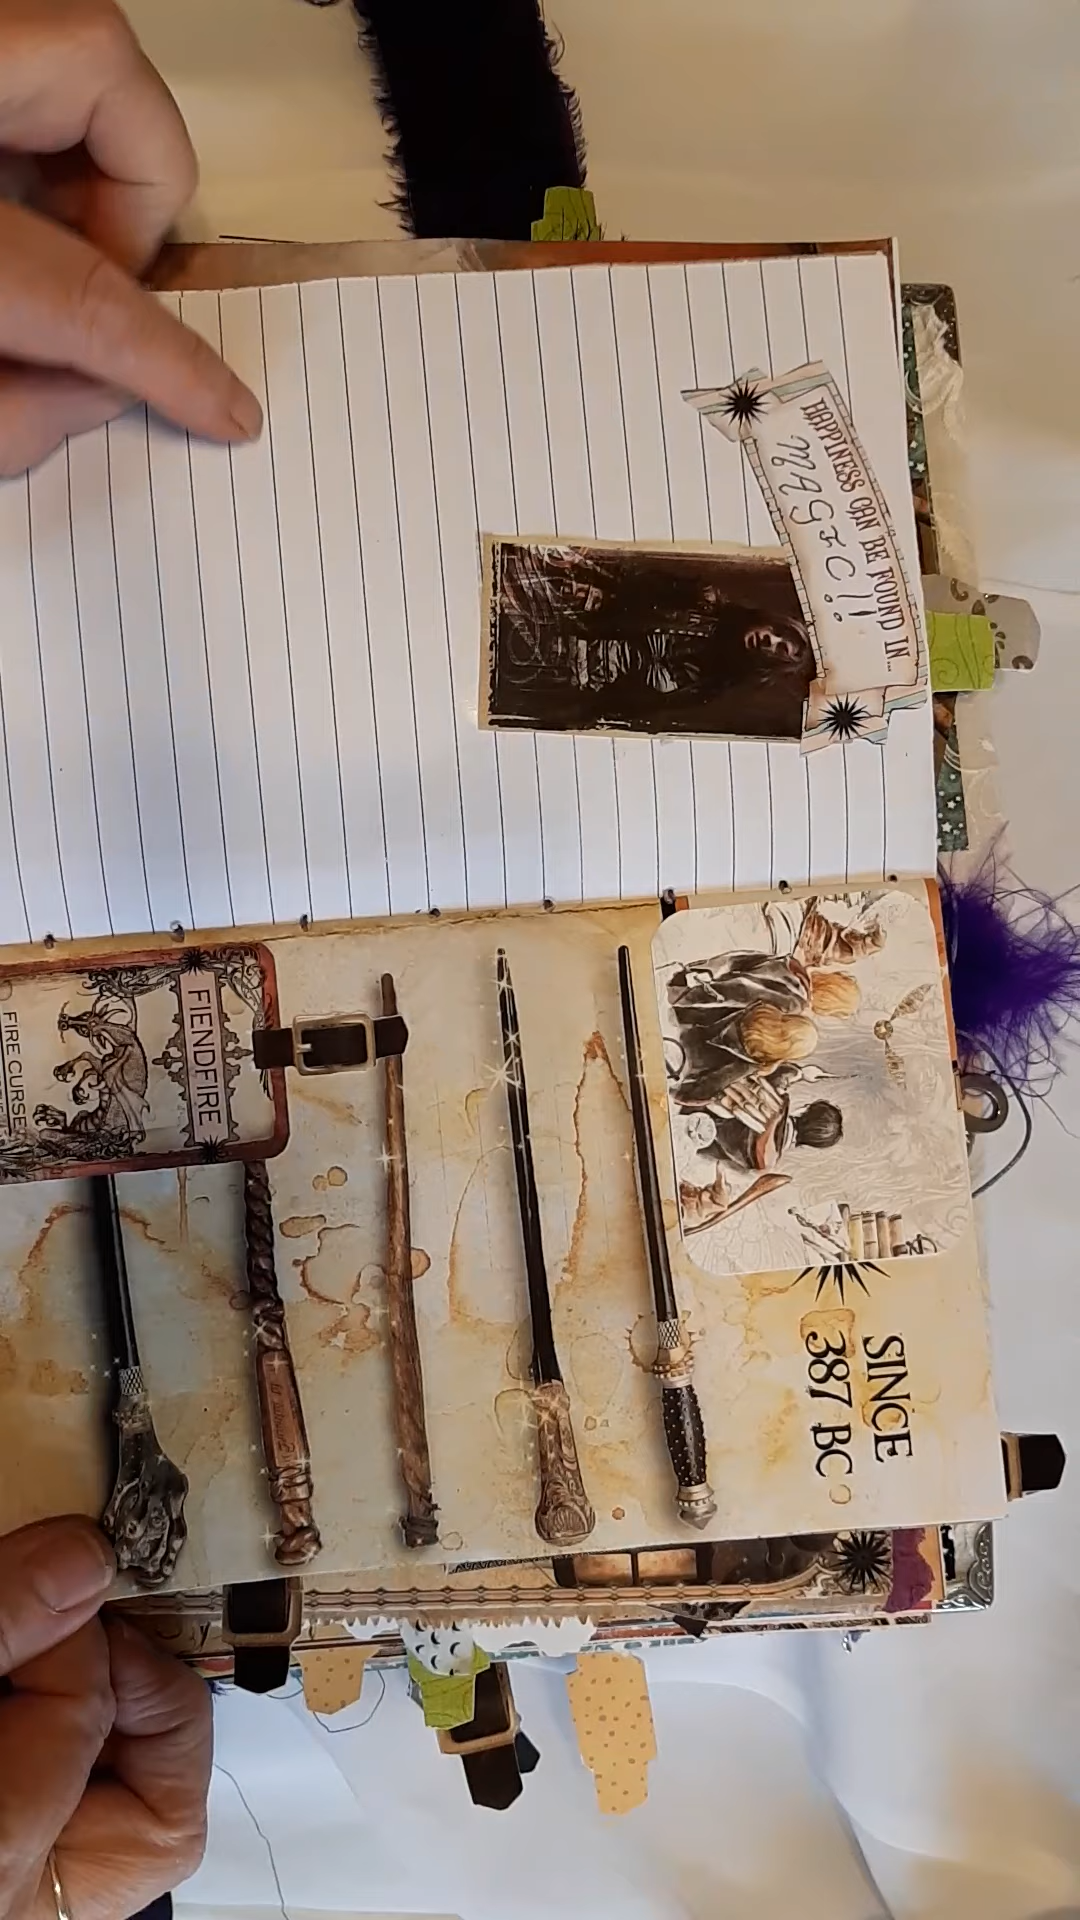 HAPPINESS CAN BE FOUND IN...
MAGIC!!
SINCE
387 BC
FIENDFIRE
FIRE CURSE